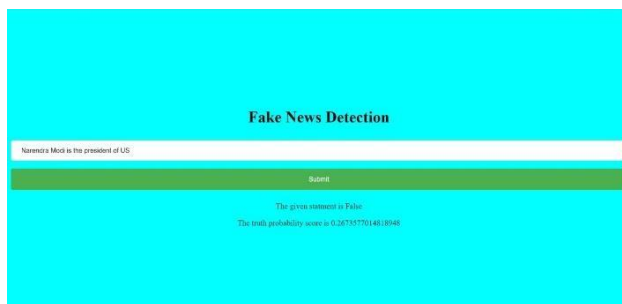 Fake News Detection
Narendra Modi is the president of US
Submit
The given statment is False
The truth probability score is 0.2673577014818948